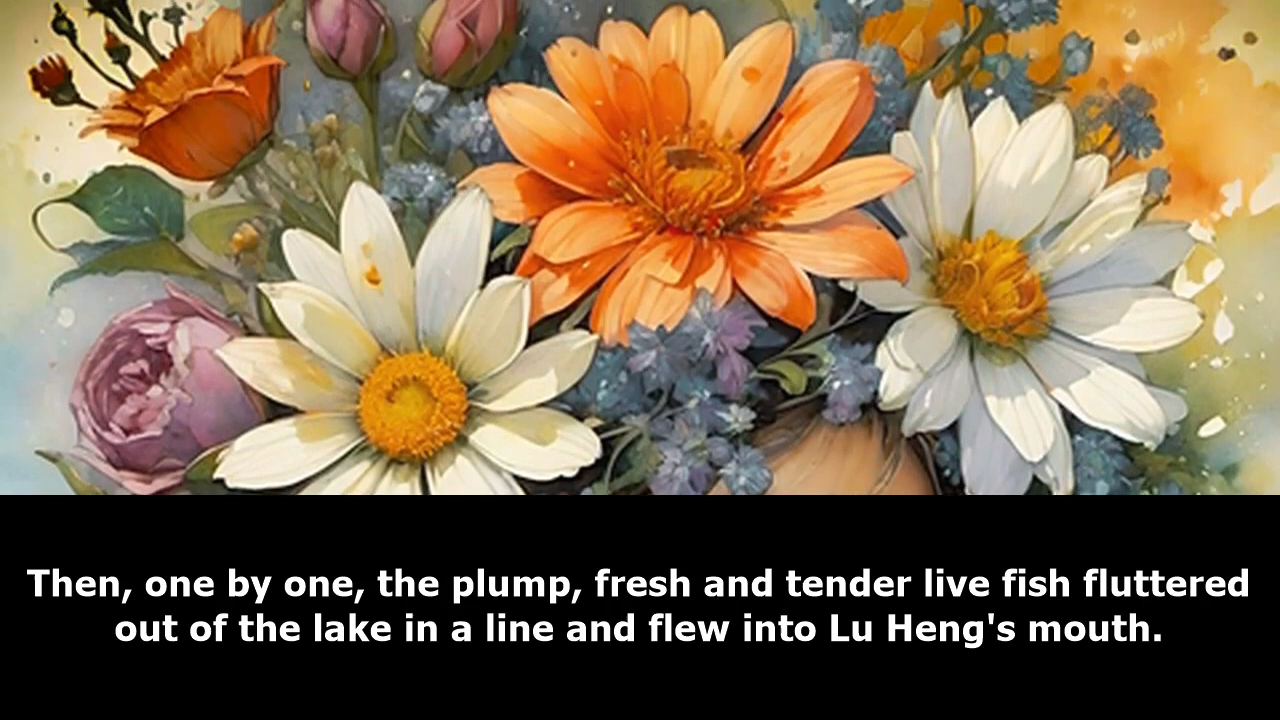 Then, one by one, the plump, fresh and tender live fish fluttered
out of the lake in a line and flew into Lu Heng's mouth.